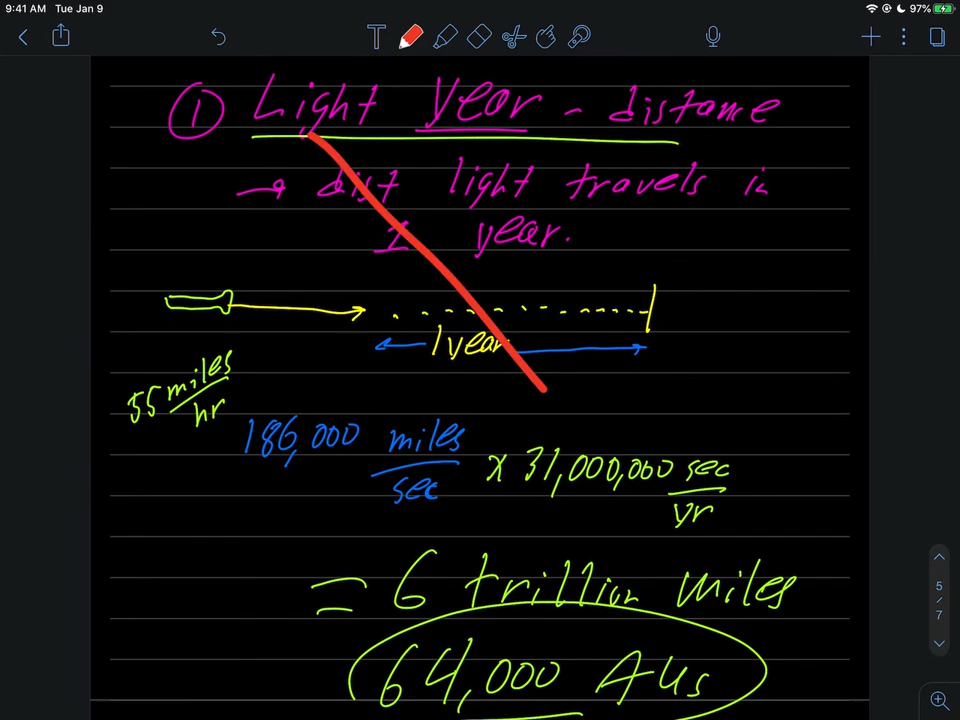 9:41 AM Tue Jan 9
97%
① Light year - distance
→ dist light travels in
1 year.
1 year
55 miles/hr
186,000 miles/sec × 31,000,000 sec/yr
= 6 trillion miles
64,000 AUs
5/7